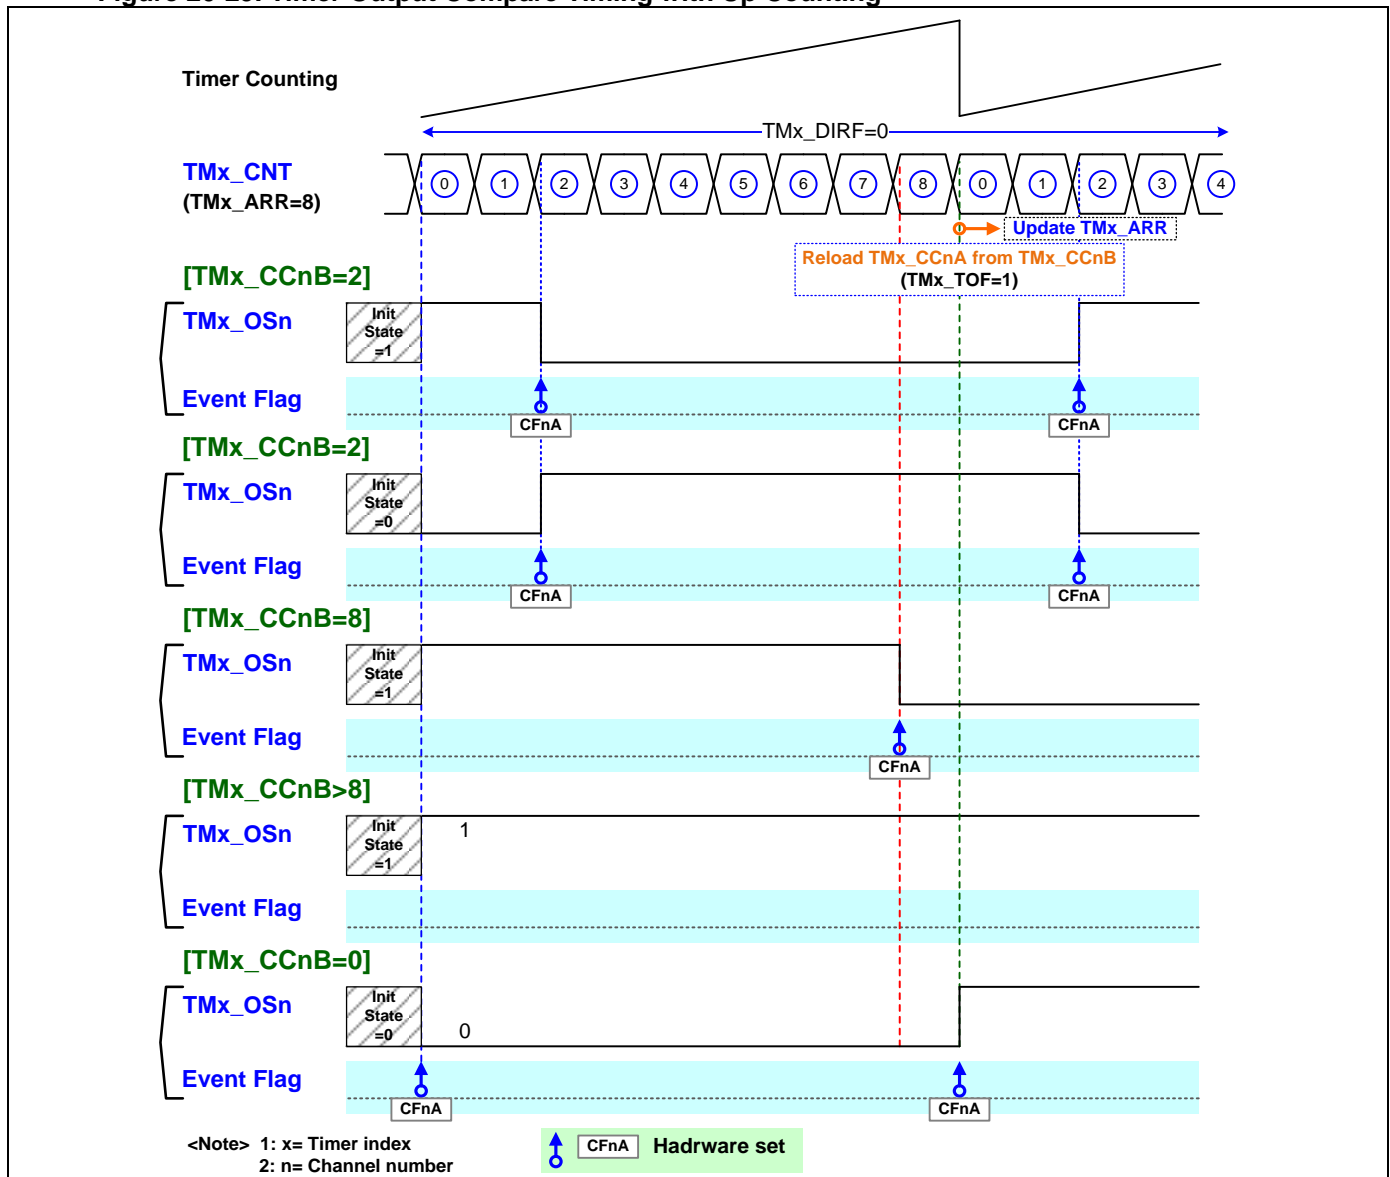 Timer Counting
TMx_DIRF=0
TMx_CNT
(TMx_ARR=8)
0 1 2 3 4 5 6 7 8 0 1 2 3 4
Update TMx_ARR
Reload TMx_CCnA from TMx_CCnB
(TMx_TOF=1)
[TMx_CCnB=2]
TMx_OSn
Init
State
=1
Event Flag
CFnA
CFnA
[TMx_CCnB=2]
TMx_OSn
Init
State
=0
Event Flag
CFnA
CFnA
[TMx_CCnB=8]
TMx_OSn
Init
State
=1
Event Flag
CFnA
[TMx_CCnB>8]
TMx_OSn
Init
State
=1
1
Event Flag
[TMx_CCnB=0]
TMx_OSn
Init
State
=0
0
Event Flag
CFnA
CFnA
<Note> 1: x= Timer index
2: n= Channel number
CFnA Hadrware set